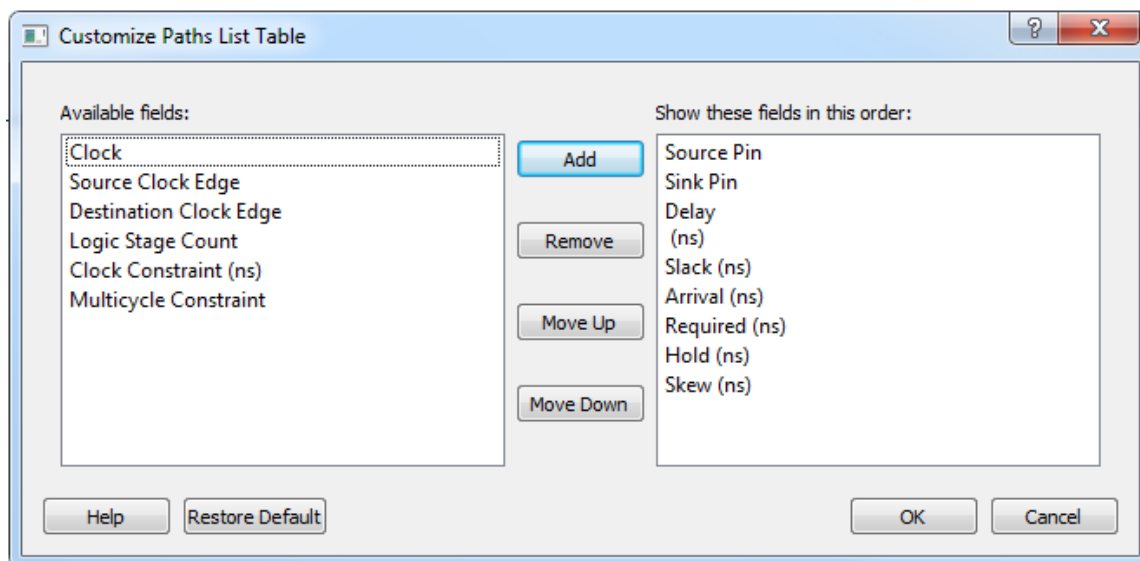 Customize Paths List Table
Available fields:
Clock
Source Clock Edge
Destination Clock Edge
Logic Stage Count
Clock Constraint (ns)
Multicycle Constraint
Add
Remove
Move Up
Move Down
Show these fields in this order:
Source Pin
Sink Pin
Delay
(ns)
Slack (ns)
Arrival (ns)
Required (ns)
Hold (ns)
Skew (ns)
Help
Restore Default
OK
Cancel